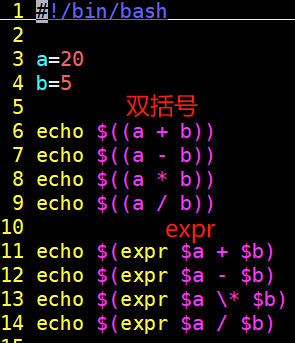 1 #!/bin/bash
2
3 a=20
4 b=5
5 双括号
6 echo $((a + b))
7 echo $((a - b))
8 echo $((a * b))
9 echo $((a / b))
10 expr
11 echo $(expr $a + $b)
12 echo $(expr $a - $b)
13 echo $(expr $a \* $b)
14 echo $(expr $a / $b)